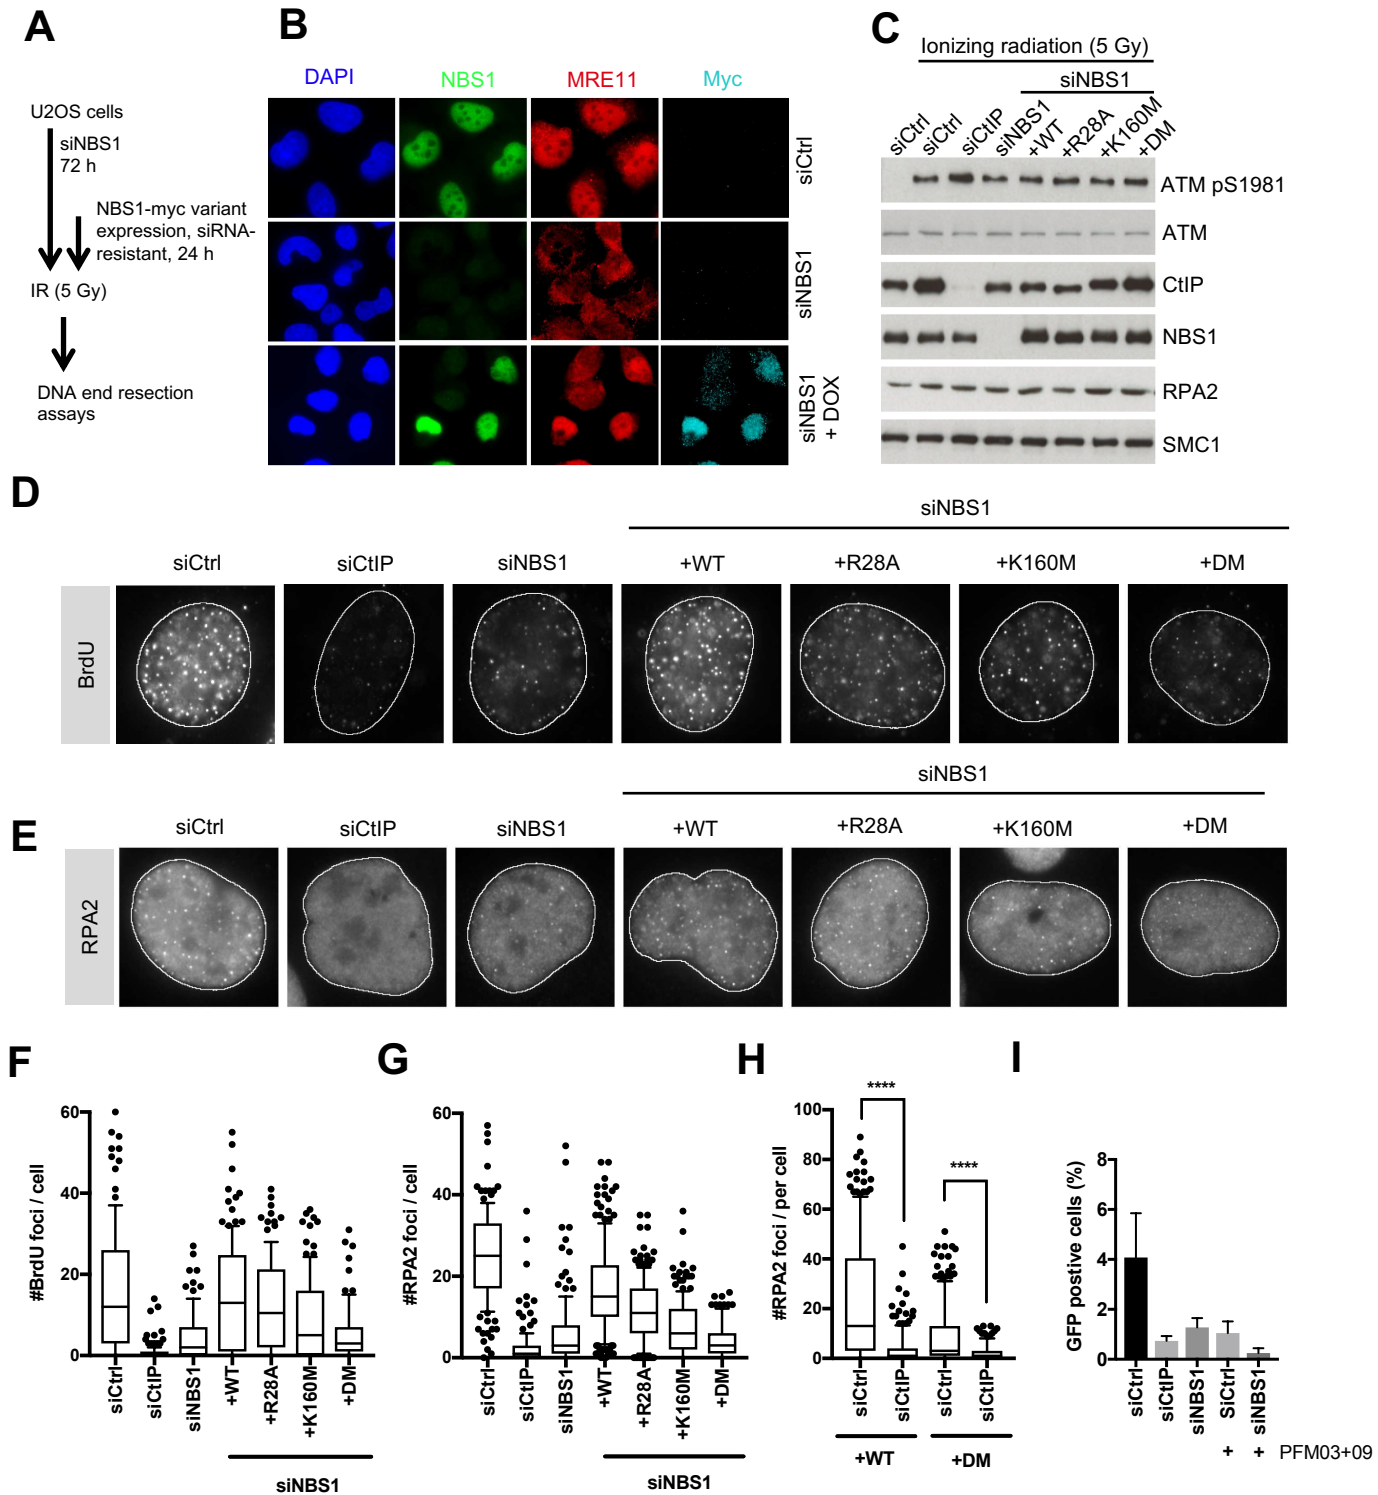 A
U2OS cells
siNBS1
72 h
NBS1-myc variant
expression, siRNA-
resistant, 24 h
IR (5 Gy)
DNA end resection
assays
B
DAPI NBS1 MRE11 Myc
siCtrl
siNBS1
siNBS1
+ DOX
C
Ionizing radiation (5 Gy)
siNBS1
siCtrl siCtrl siCtIP siNBS1 +WT +R28A +K160M +DM
ATM pS1981
ATM
CtIP
NBS1
RPA2
SMC1
D
siNBS1
siCtrl siCtIP siNBS1 +WT +R28A +K160M +DM
BrdU
siNBS1
E
siCtrl siCtIP siNBS1 +WT +R28A +K160M +DM
RPA2
F
#BrdU foci / cell
60
40
20
0
siCtrl siCtIP siNBS1 +WT +R28A +K160M +DM
siNBS1
G
#RPA2 foci / cell
60
40
20
0
siCtrl siCtIP siNBS1 +WT +R28A +K160M +DM
siNBS1
H
#RPA2 foci / per cell
100
80
60
40
20
0
****
****
siCtrl siCtIP siCtrl siCtIP
+WT +DM
I
GFP postive cells (%)
8
6
4
2
0
siCtrl siCtIP siNBS1 SiCtrl siNBS1
+ + PFM03+09